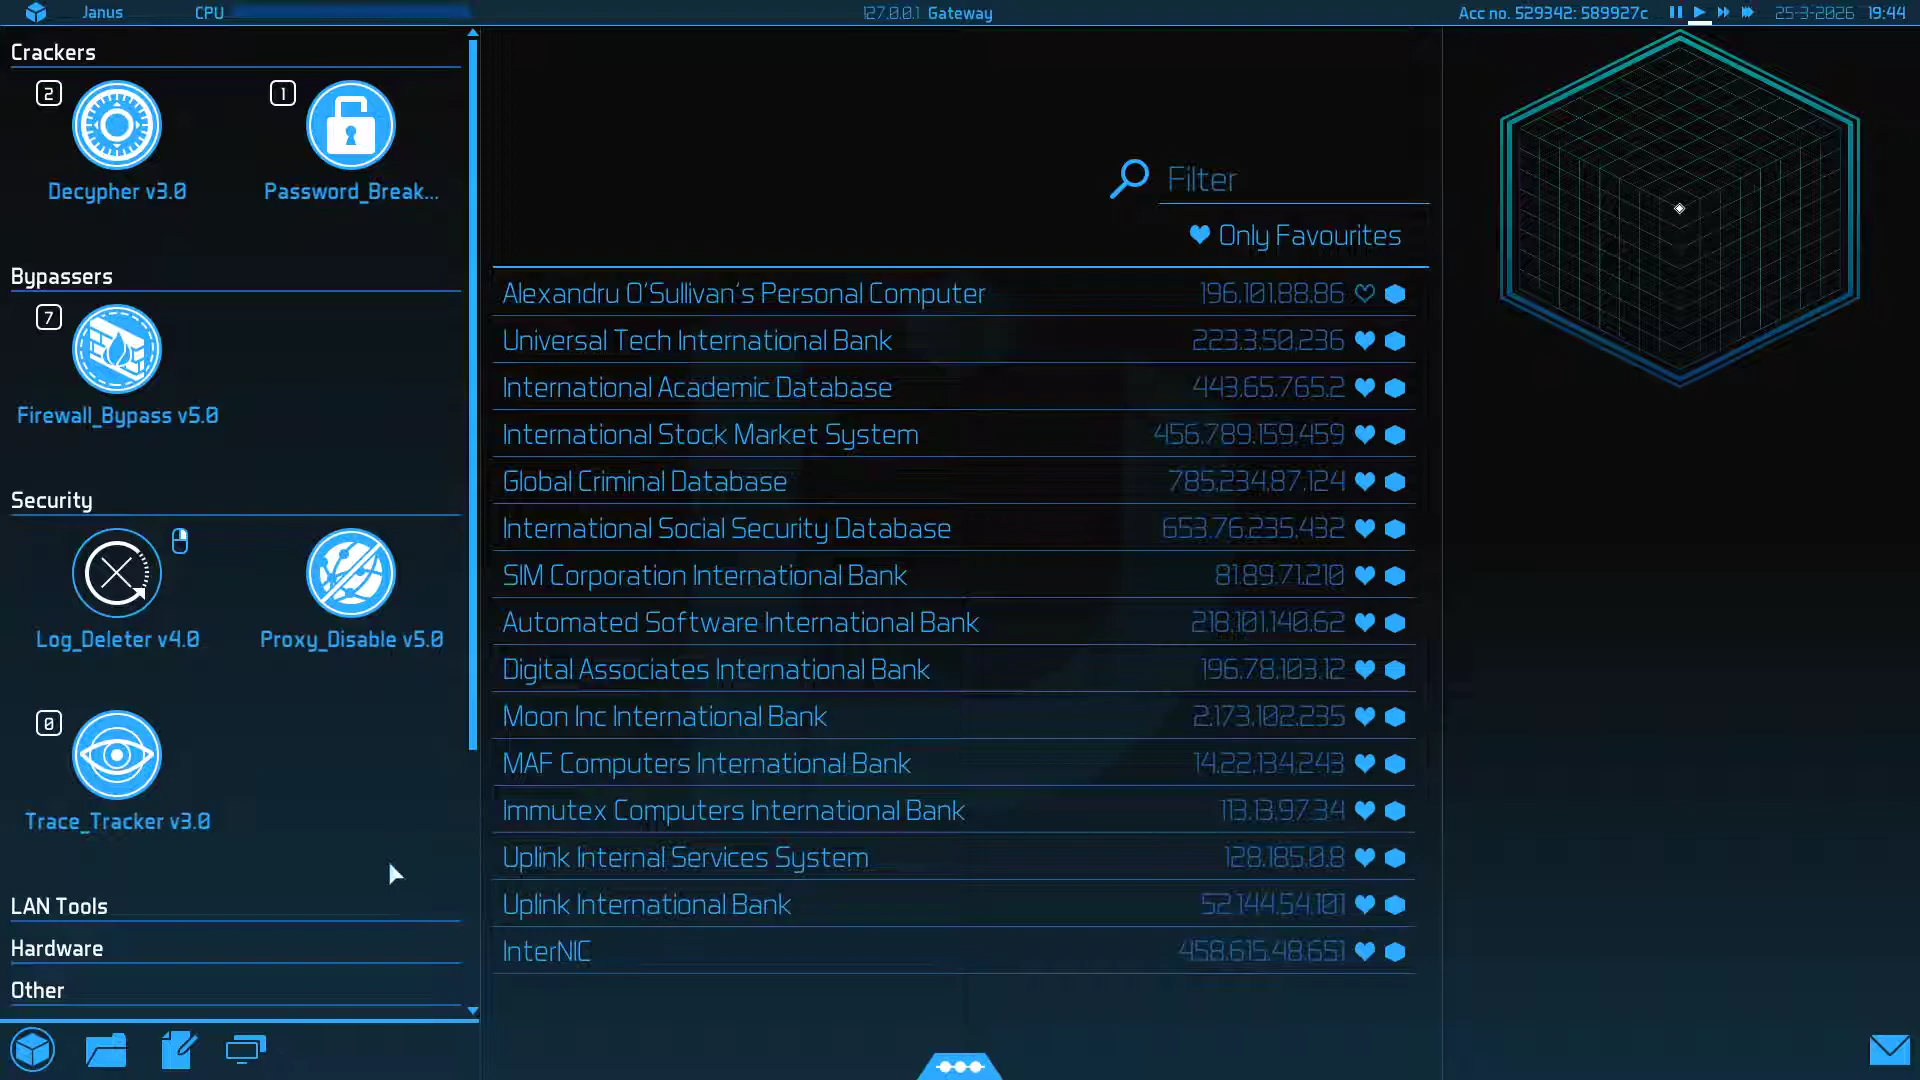 Janus CPU 127.0.0.1 Gateway Acc no. 529342: 589927c 25-3-2026 19:44
Crackers
2
Decypher v3.0
1
Password_Break...
Bypassers
7
Firewall_Bypass v5.0
Security
Log_Deleter v4.0
Proxy_Disable v5.0
0
Trace_Tracker v3.0
LAN Tools
Hardware
Other
Filter
Only Favourites
Alexandru O'Sullivan's Personal Computer 196.101.88.86
Universal Tech International Bank 223.3.50.236
International Academic Database 443.65.765.2
International Stock Market System 456.789.159.459
Global Criminal Database 785.234.87.124
International Social Security Database 653.76.235.432
SIM Corporation International Bank 81.89.71.210
Automated Software International Bank 218.101.140.62
Digital Associates International Bank 196.78.103.12
Moon Inc International Bank 2.173.102.235
MAF Computers International Bank 14.22.134.243
Immutex Computers International Bank 113.13.97.34
Uplink Internal Services System 128.185.0.8
Uplink International Bank 52.144.54.101
InterNIC 458.615.48.651